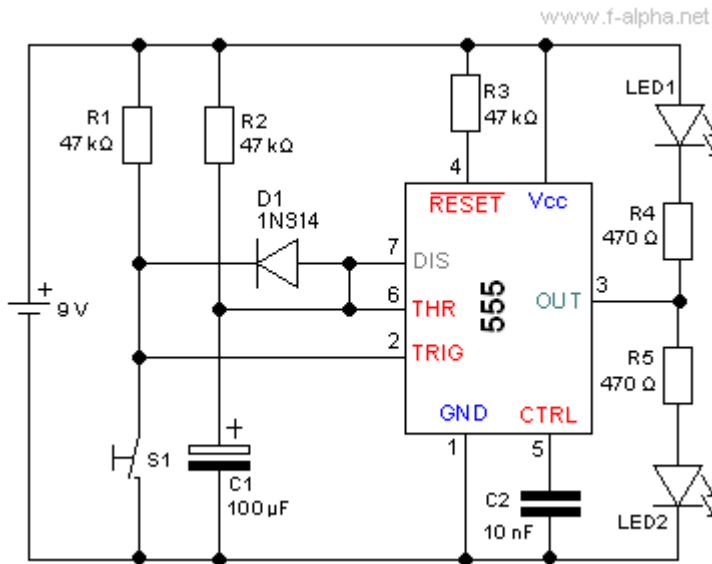 www.f-alpha.net
R1
47 kΩ
R2
47 kΩ
R3
47 kΩ
LED1
4
RESET
Vcc
R4
470 Ω
D1
1N914
7
DIS
6
THR
2
TRIG
555
OUT
3
+
9 V
R5
470 Ω
GND
CTRL
1
5
S1
+
C1
100 µF
C2
10 nF
LED2